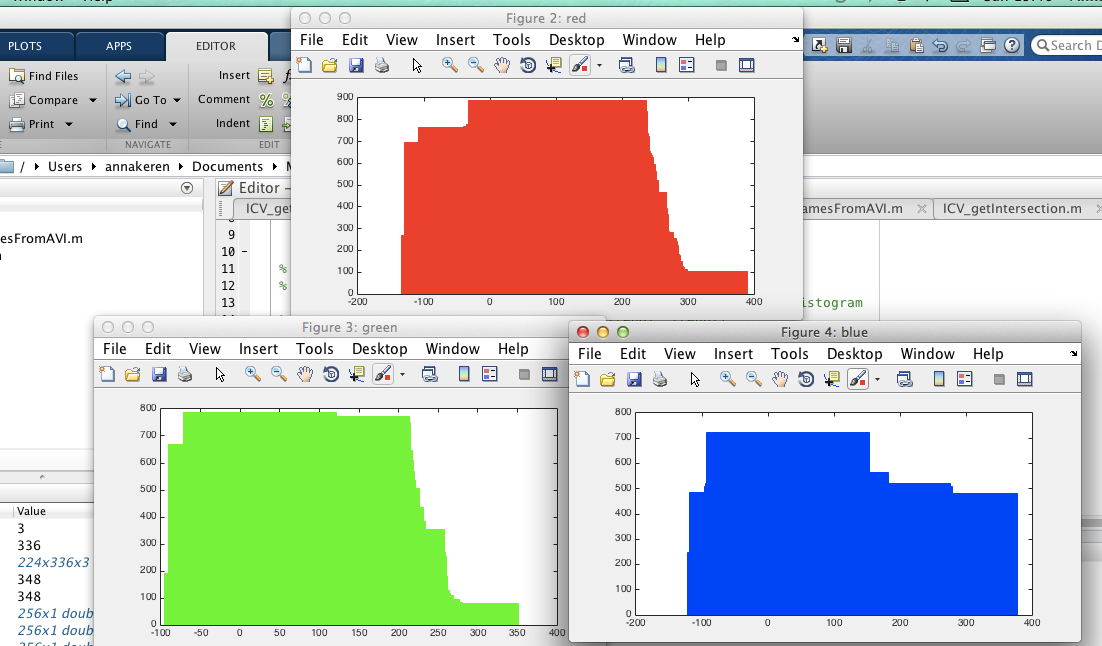 Window Help
Figure 2: red
File Edit View Insert Tools Desktop Window Help
PLOTS APPS EDITOR
Search D
Find Files
Compare
Print
Go To
Find
NAVIGATE
Insert
Comment
Indent
EDIT
/ Users annakeren Documents
900
800
700
600
500
400
300
200
100
0
-200 -100 0 100 200 300 400
Editor
amesFromAVI.m ICV_getIntersection.m
esFromAVI.m
9
10
11 %
12 %
13
istogram
Figure 3: green
File Edit View Insert Tools Desktop Window Help
800
700
600
500
400
300
200
100
0
-100 -50 0 50 100 150 200 250 300 350 400
Figure 4: blue
File Edit View Insert Tools Desktop Window Help
800
700
600
500
400
300
200
100
0
-200 -100 0 100 200 300 400
Value
3
336
224x336x3
348
348
256x1 doub
256x1 doub
256x1 doub